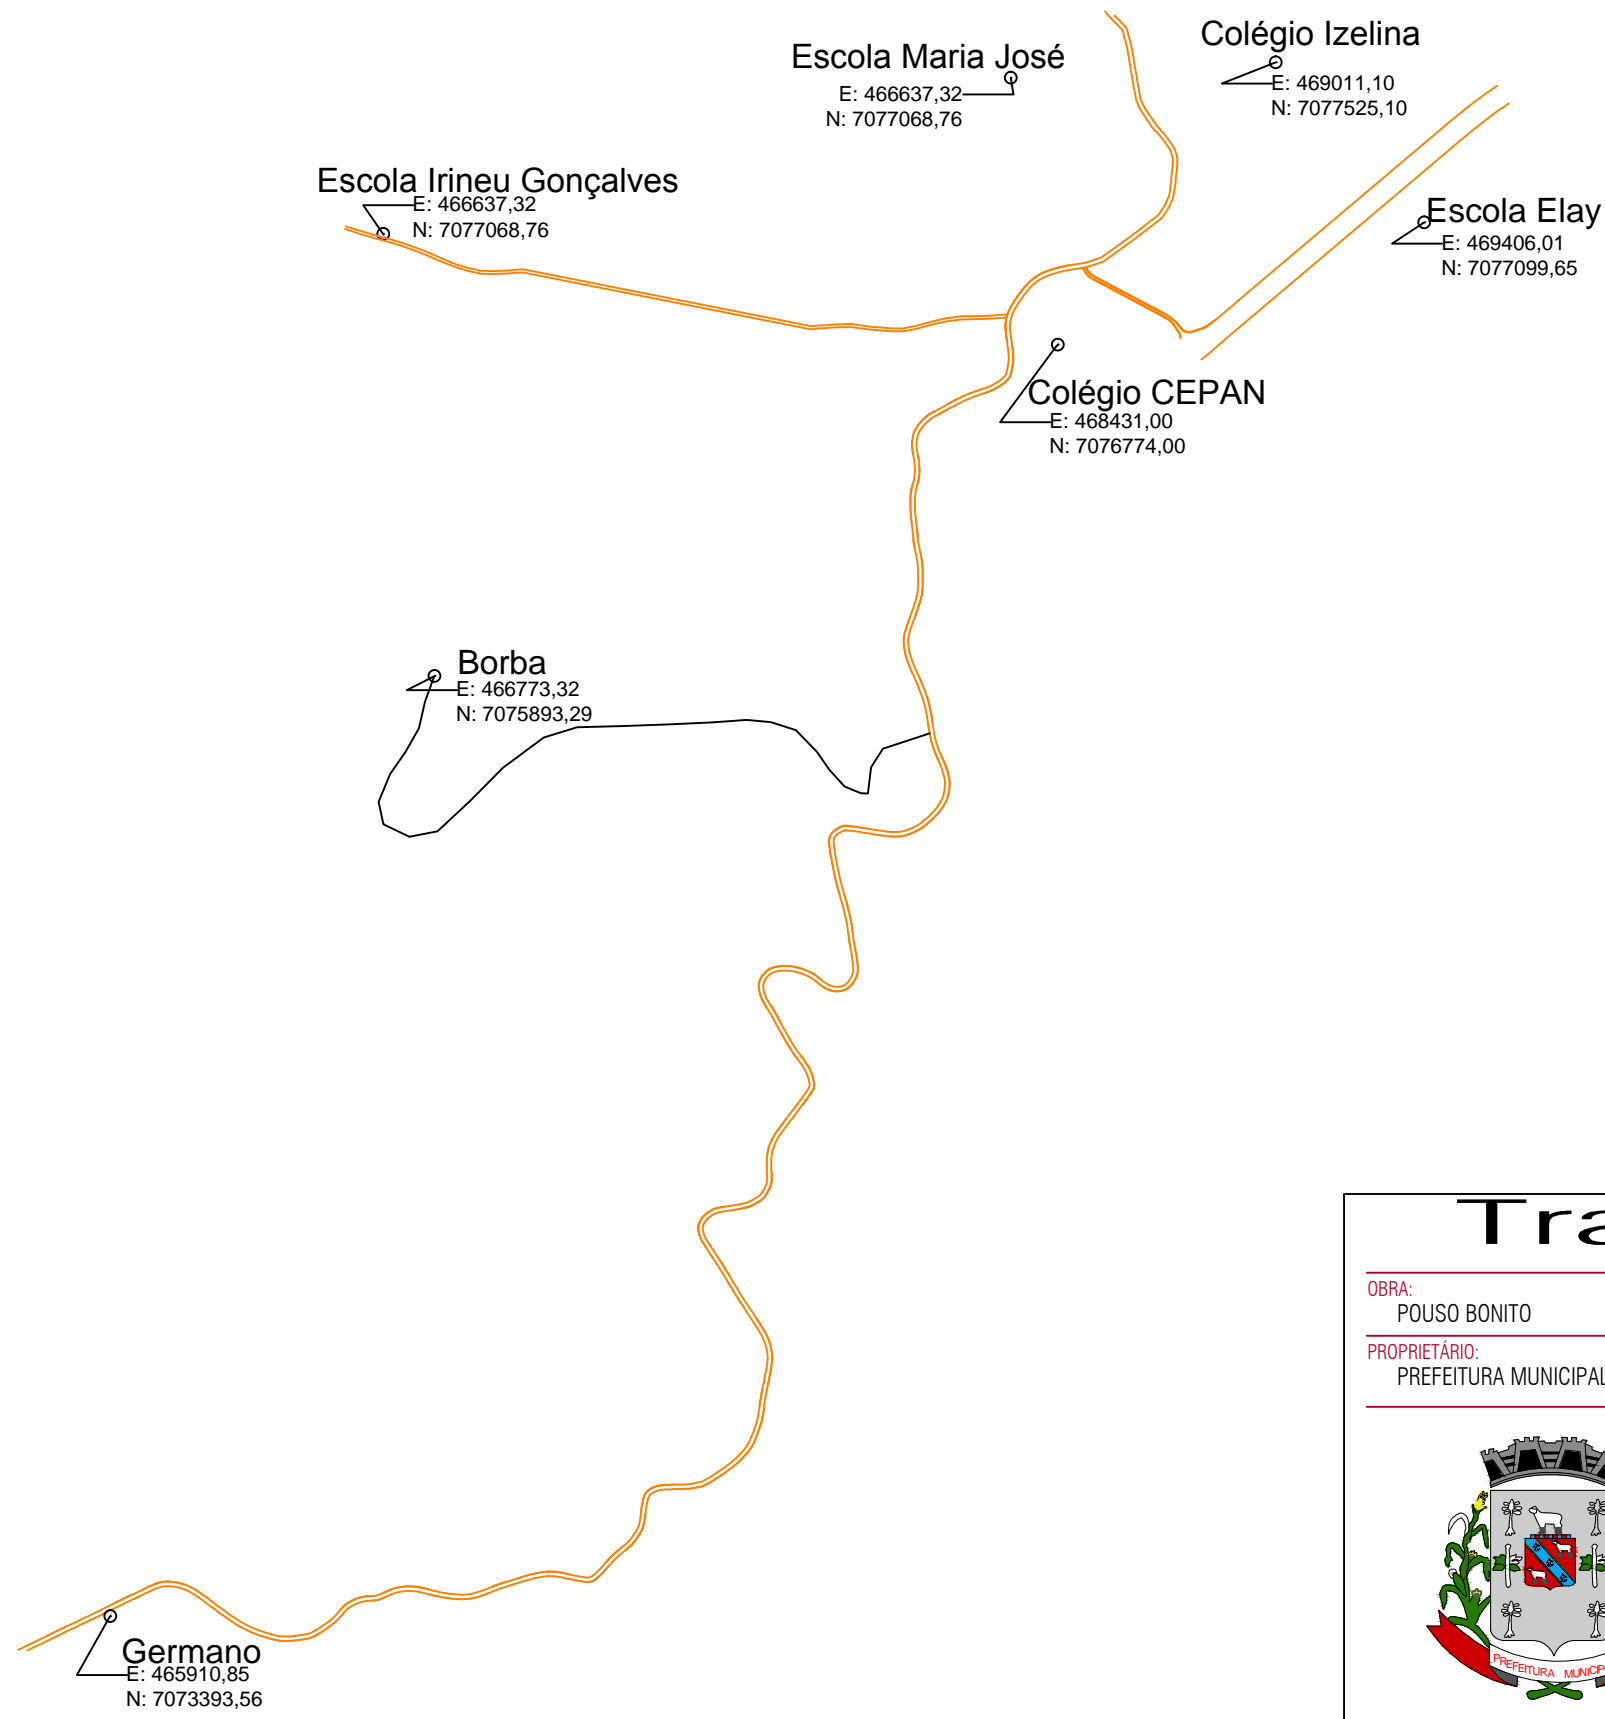 Colégio Izelina
E: 469011,10
N: 7077525,10
Escola Maria José
E: 466637,32
N: 7077068,76
Escola Irineu Gonçalves
E: 466637,32
N: 7077068,76
Escola Elay
E: 469406,01
N: 7077099,65
Colégio CEPAN
E: 468431,00
N: 7076774,00
Borba
E: 466773,32
N: 7075893,29
Germano
E: 465910,85
N: 7073393,56
Tra
OBRA:
POUSO BONITO
PROPRIETÁRIO:
PREFEITURA MUNICIPAL
PREFEITURA MUNICIP